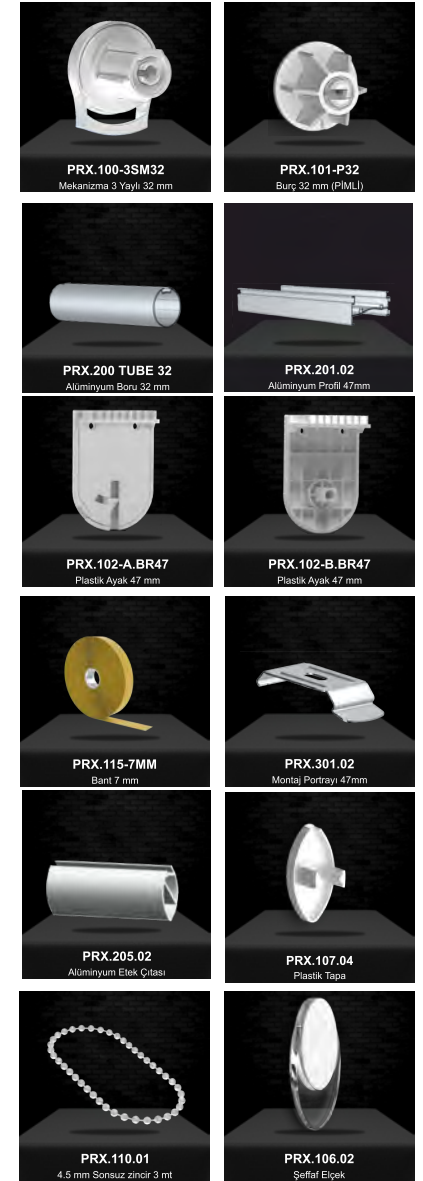 PRX.100-3SM32
Mekanizma 3 Yaylı 32 mm
PRX.101-P32
Burç 32 mm (PİMLİ)
PRX.200 TUBE 32
Alüminyum Boru 32 mm
PRX.201.02
Alüminyum Profil 47mm
PRX.102-A.BR47
Plastik Ayak 47 mm
PRX.102-B.BR47
Plastik Ayak 47 mm
PRX.115-7MM
Bant 7 mm
PRX.301.02
Montaj Portrayı 47mm
PRX.205.02
Alüminyum Etek Çıtası
PRX.107.04
Plastik Tapa
PRX.110.01
4.5 mm Sonsuz zincir 3 mt
PRX.106.02
Şeffaf Elçek